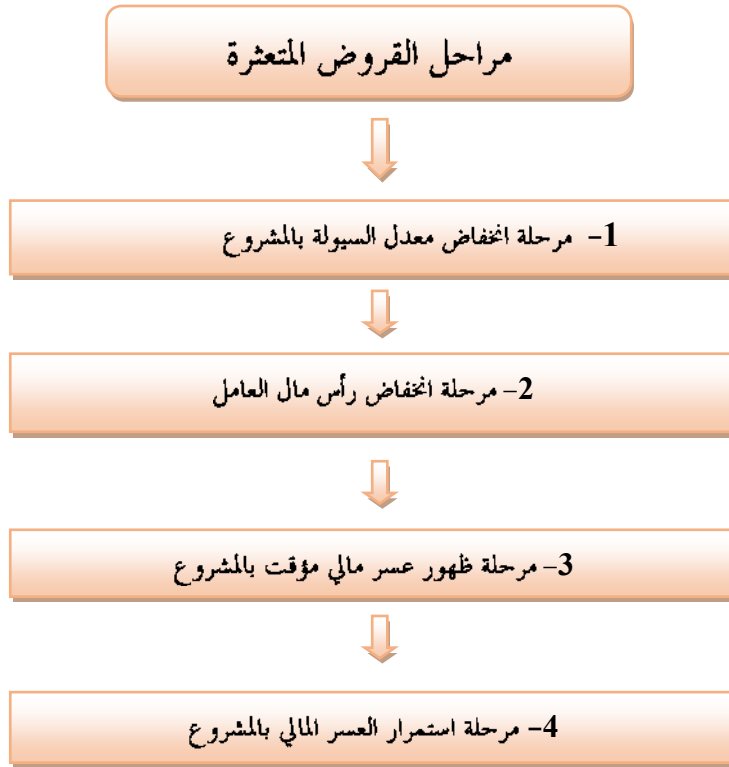 مراحل القروض المتعثرة
1- مرحلة انخفاض معدل السيولة بالمشروع
2- مرحلة انخفاض رأس مال العامل
3- مرحلة ظهور عسر مالي مؤقت بالمشروع
4- مرحلة استمرار العسر المالي بالمشروع